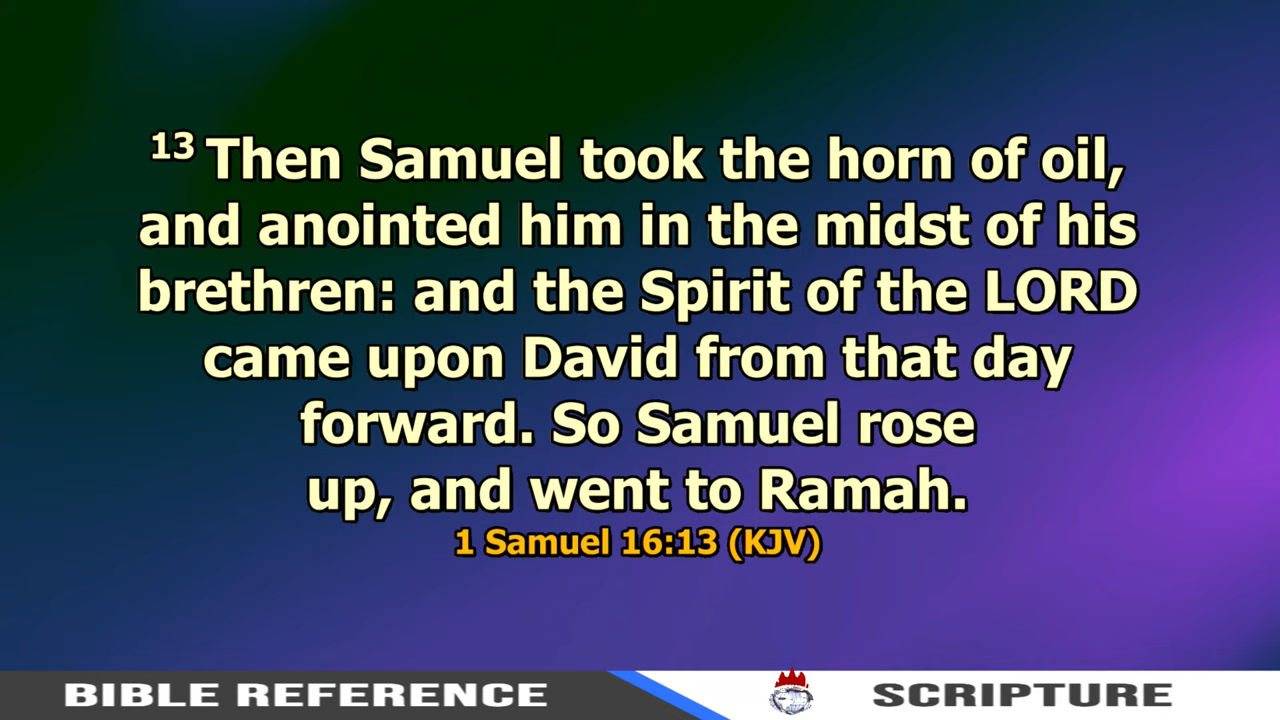 13 Then Samuel took the horn of oil,
and anointed him in the midst of his
brethren: and the Spirit of the LORD
came upon David from that day
forward. So Samuel rose
up, and went to Ramah.
1 Samuel 16:13 (KJV)
BIBLE REFERENCE
SCRIPTURE